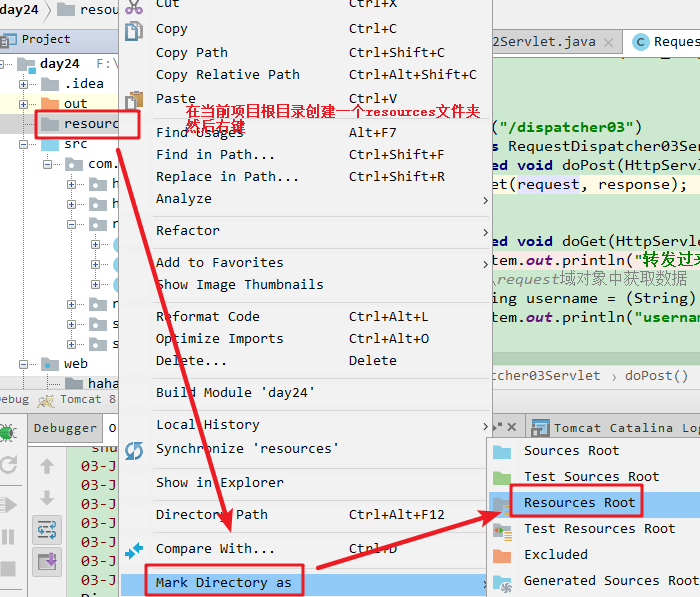 day24
resou
Project
day24 F:\
.idea
out
resourc
src
com.
h
h
r
r
s
s
web
haha
ebug Tomcat 8
Debugger
03-J
03-J
03-J
03-J
03-J
03-J
03-J
Cut Ctrl+X
Copy Ctrl+C
Copy Path Ctrl+Shift+C
Copy Relative Path Ctrl+Alt+Shift+C
Paste Ctrl+V
在当前项目根目录创建一个resources文件夹
然后右键
Find Usages Alt+F7
Find in Path... Ctrl+Shift+F
Replace in Path... Ctrl+Shift+R
Analyze
Refactor
Add to Favorites
Show Image Thumbnails
Reformat Code Ctrl+Alt+L
Optimize Imports Ctrl+Alt+O
Delete... Delete
Build Module 'day24'
Local History
Synchronize 'resources'
Show in Explorer
Directory Path Ctrl+Alt+F12
Compare With... Ctrl+D
Mark Directory as
2Servlet.java
Reques
("/dispatcher03")
s RequestDispatcher03Ser
ed void doPost(HttpServl
et(request, response);
ed void doGet(HttpServle
tem.out.println("转发过来
\request域对象中获取数据
ing username = (String)
tem.out.println("usernam
tcher03Servlet › doPost()
Tomcat Catalina Log
Sources Root
Test Sources Root
Resources Root
Test Resources Root
Excluded
Generated Sources Root